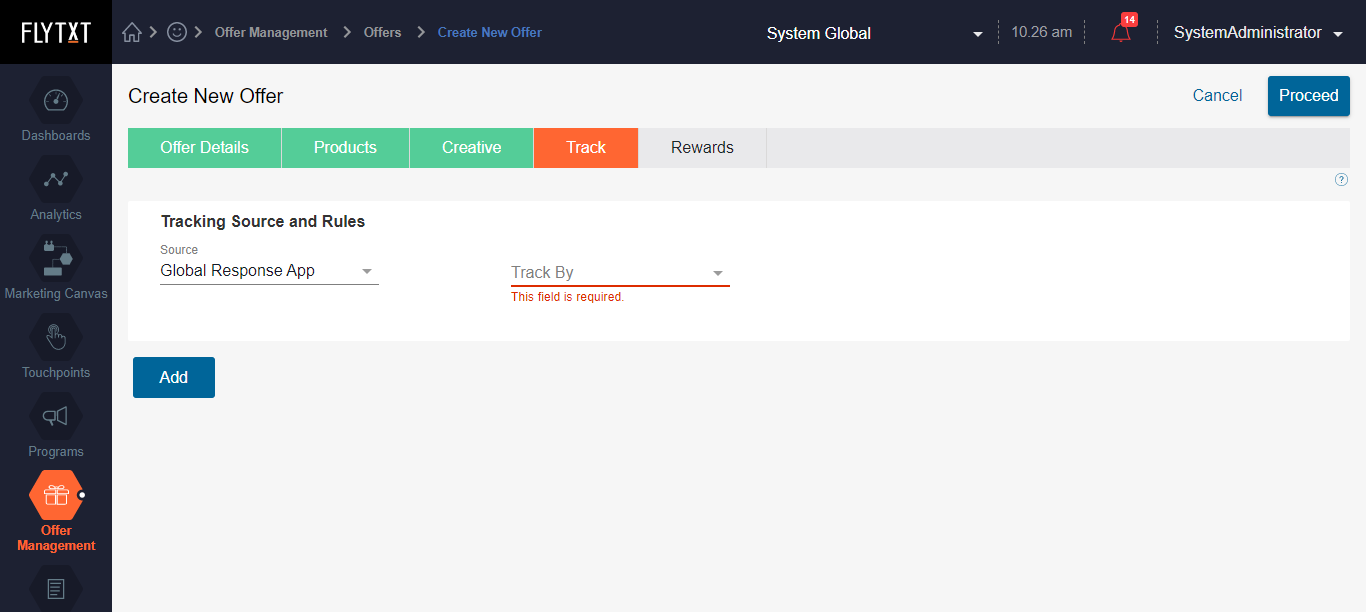 FLYTXT
Offer Management
Offers
Create New Offer
System Global
10.26 am
14
SystemAdministrator
Dashboards
Analytics
Marketing Canvas
Touchpoints
Programs
Offer
Management
Create New Offer
Cancel
Proceed
Offer Details
Products
Creative
Track
Rewards
?
Tracking Source and Rules
Source
Global Response App
Track By
This field is required.
Add